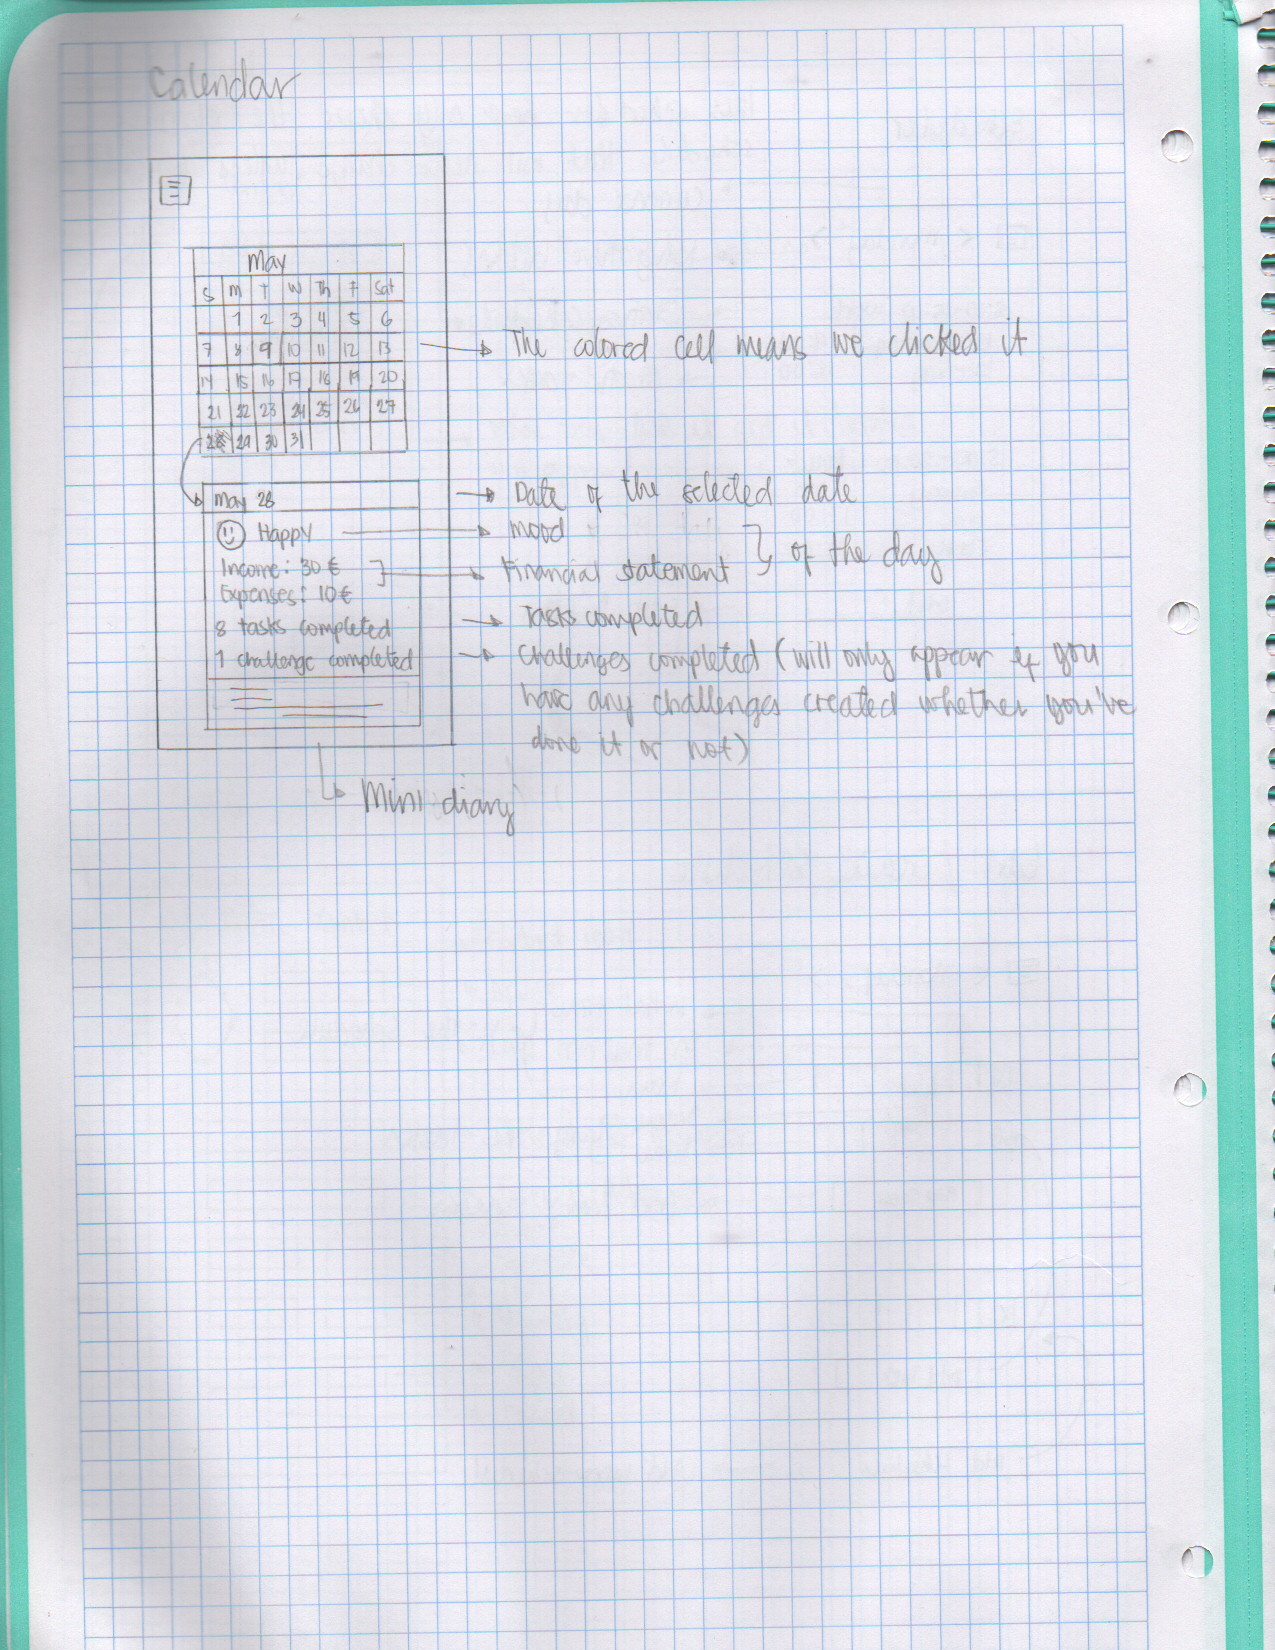 Calendar
May
S M T W Th F Sat
1 2 3 4 5 6
7 8 9 10 11 12 13
14 15 16 17 18 19 20
21 22 23 24 25 26 27
28 29 30 31
The colored cell means we clicked it
May 28
Date of the selected date
Happy
mood
of the day
Income: 30 €
Financial statement
Expenses: 10€
8 tasks completed
Tasks completed
1 challenge completed
challenges completed (will only appear if you
have any challenges created whether you've
done it or not)
Mini diary